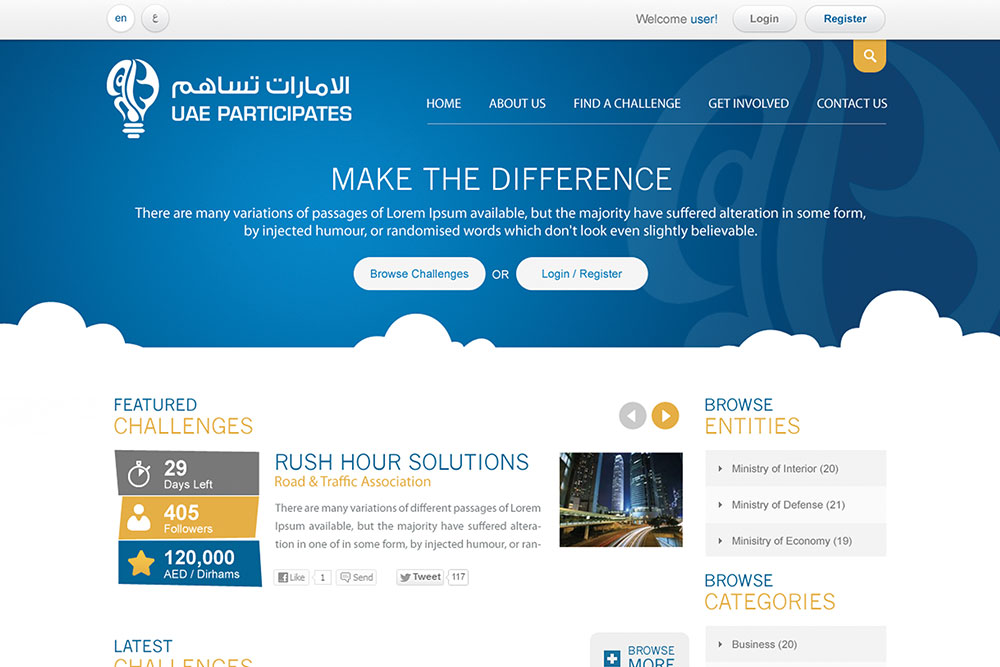 en
ع
Welcome user!
Login
Register
الامارات تساهم
UAE PARTICIPATES
HOME
ABOUT US
FIND A CHALLENGE
GET INVOLVED
CONTACT US
MAKE THE DIFFERENCE
There are many variations of passages of Lorem Ipsum available, but the majority have suffered alteration in some form,
by injected humour, or randomised words which don't look even slightly believable.
Browse Challenges
OR
Login / Register
FEATURED
CHALLENGES
29
Days Left
405
Followers
120,000
AED / Dirhams
RUSH HOUR SOLUTIONS
Road & Traffic Association
There are many variations of different passages of Lorem
Ipsum available, but the majority have suffered altera-
tion in one of in some form, by injected humour, or ran-
Like
1
Send
Tweet
117
BROWSE
ENTITIES
Ministry of Interior (20)
Ministry of Defense (21)
Minisitry of Economy (19)
BROWSE
CATEGORIES
Business (20)
LATEST
CHALLENGES
BROWSE
MORE